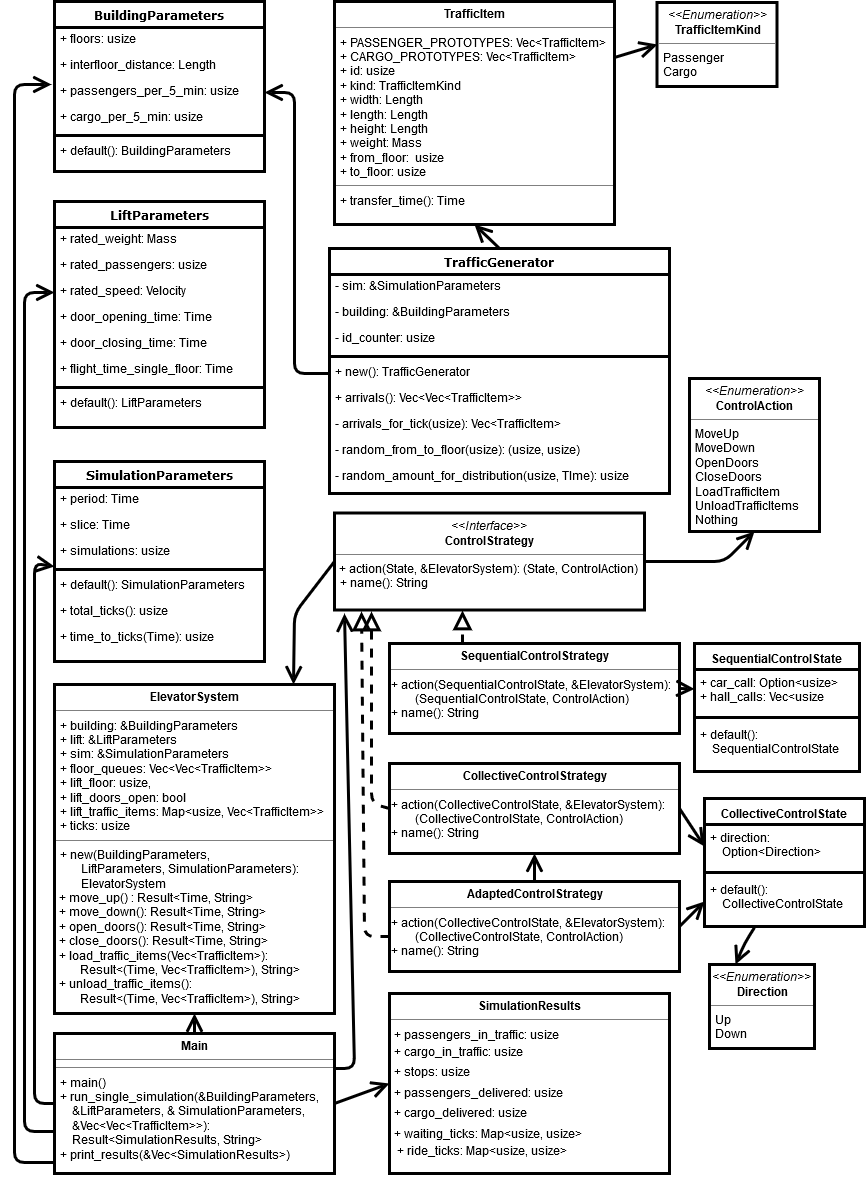 BuildingParameters
+ floors: usize
+ interfloor_distance: Length
+ passengers_per_5_min: usize
+ cargo_per_5_min: usize
+ default(): BuildingParameters
TrafficItem
+ PASSENGER_PROTOTYPES: Vec<TrafficItem>
+ CARGO_PROTOTYPES: Vec<TrafficItem>
+ id: usize
+ kind: TrafficItemKind
+ width: Length
+ length: Length
+ height: Length
+ weight: Mass
+ from_floor:  usize
+ to_floor: usize
+ transfer_time(): Time
<<Enumeration>>
TrafficItemKind
Passenger
Cargo
LiftParameters
+ rated_weight: Mass
+ rated_passengers: usize
+ rated_speed: Velocity
+ door_opening_time: Time
+ door_closing_time: Time
+ flight_time_single_floor: Time
+ default(): LiftParameters
TrafficGenerator
- sim: &SimulationParameters
- building: &BuildingParameters
- id_counter: usize
+ new(): TrafficGenerator
+ arrivals(): Vec<Vec<TrafficItem>>
- arrivals_for_tick(usize): Vec<TrafficItem>
- random_from_to_floor(usize): (usize, usize)
- random_amount_for_distribution(usize, TIme): usize
<<Enumeration>>
ControlAction
MoveUp
MoveDown
OpenDoors
CloseDoors
LoadTrafficItem
UnloadTrafficItems
Nothing
SimulationParameters
+ period: Time
+ slice: Time
+ simulations: usize
+ default(): SimulationParameters
+ total_ticks(): usize
+ time_to_ticks(Time): usize
<<Interface>>
ControlStrategy
+ action(State, &ElevatorSystem): (State, ControlAction)
+ name(): String
SequentialControlStrategy
+ action(SequentialControlState, &ElevatorSystem):
(SequentialControlState, ControlAction)
+ name(): String
SequentialControlState
+ car_call: Option<usize>
+ hall_calls: Vec<usize
+ default():
SequentialControlState
ElevatorSystem
+ building: &BuildingParameters
+ lift: &LiftParameters
+ sim: &SimulationParameters
+ floor_queues: Vec<Vec<TrafficItem>>
+ lift_floor: usize,
+ lift_doors_open: bool
+ lift_traffic_items: Map<usize, Vec<TrafficItem>>
+ ticks: usize
+ new(BuildingParameters,
LiftParameters, SimulationParameters):
ElevatorSystem
+ move_up() : Result<Time, String>
+ move_down(): Result<Time, String>
+ open_doors(): Result<Time, String>
+ close_doors(): Result<Time, String>
+ load_traffic_items(Vec<TrafficItem>):
Result<(Time, Vec<TrafficItem>), String>
+ unload_traffic_items():
Result<(Time, Vec<TrafficItem>), String>
CollectiveControlStrategy
+ action(CollectiveControlState, &ElevatorSystem):
(CollectiveControlState, ControlAction)
+ name(): String
CollectiveControlState
+ direction:
Option<Direction>
+ default():
CollectiveControlState
AdaptedControlStrategy
+ action(CollectiveControlState, &ElevatorSystem):
(CollectiveControlState, ControlAction)
+ name(): String
<<Enumeration>>
Direction
Up
Down
Main
+ main()
+ run_single_simulation(&BuildingParameters,
&LiftParameters, & SimulationParameters,
&Vec<Vec<TrafficItem>>):
Result<SimulationResults, String>
+ print_results(&Vec<SimulationResults>)
SimulationResults
+ passengers_in_traffic: usize
+ cargo_in_traffic: usize
+ stops: usize
+ passengers_delivered: usize
+ cargo_delivered: usize
+ waiting_ticks: Map<usize, usize>
+ ride_ticks: Map<usize, usize>